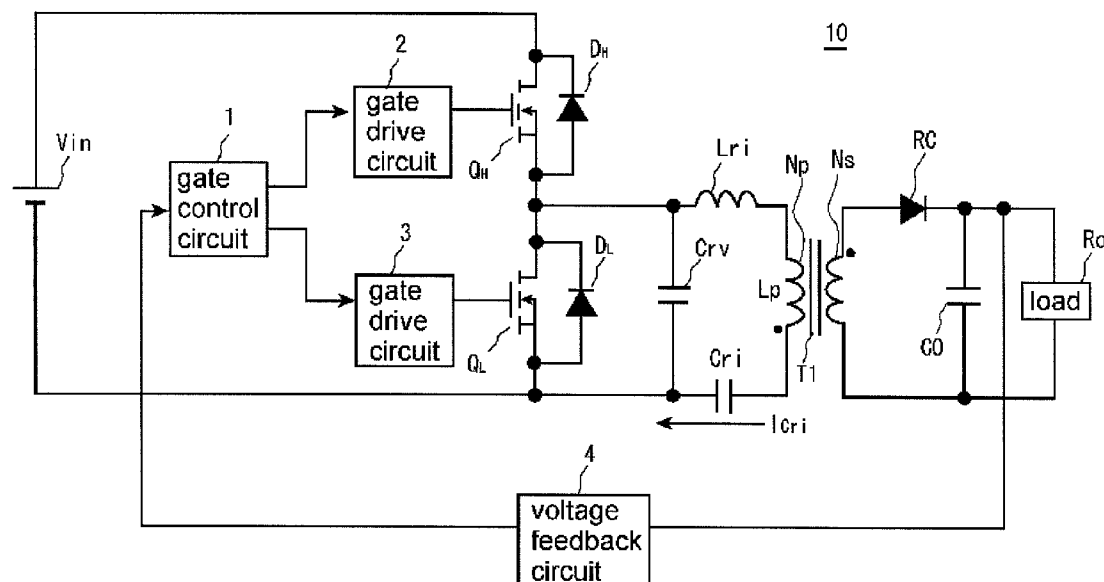 10
2
DH
gate
drive
circuit
1
Vin
QH
gate
control
circuit
Lri
Np
Ns
RC
3
DL
gate
drive
circuit
Crv
Lp
Ro
load
CO
QL
Cri
T1
ICri
4
voltage
feedback
circuit